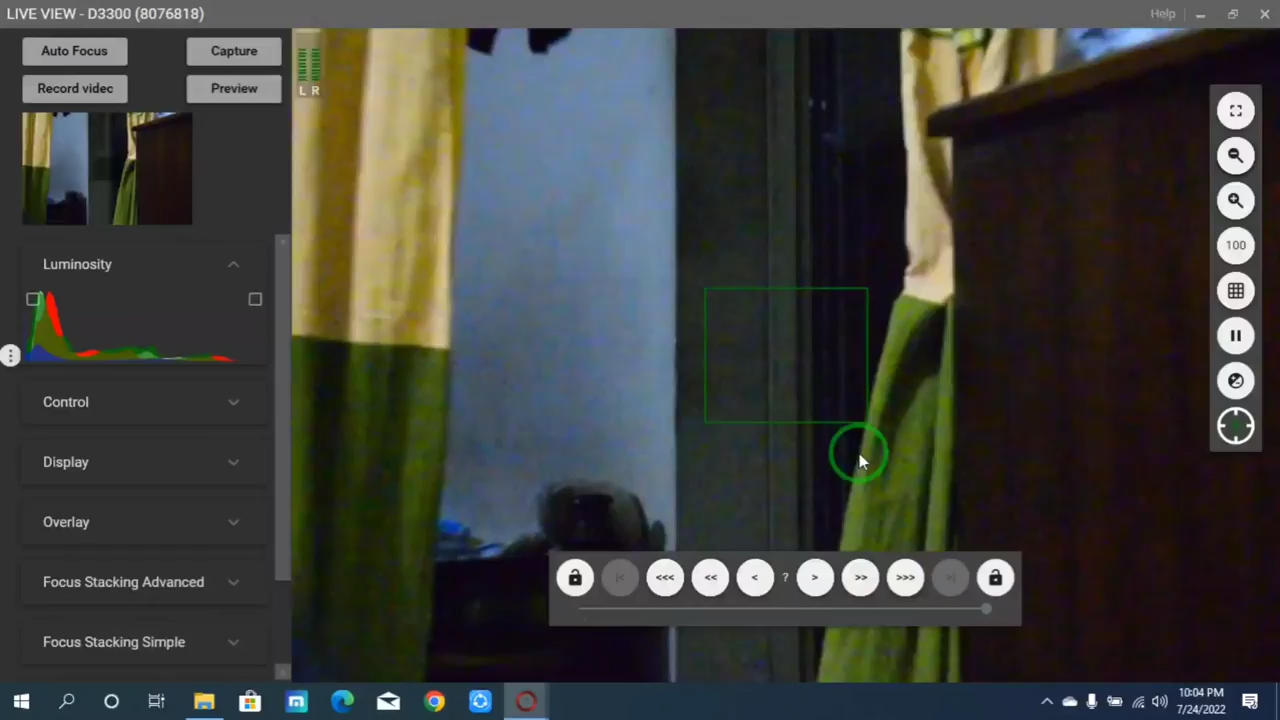 LIVE VIEW - D3300 (8076818)
Help
Auto Focus
Capture
Record video
Preview
L R
Luminosity
Control
Display
Overlay
Focus Stacking Advanced
Focus Stacking Simple
100
|<
<<<
<<
<
?
>
>>
>>>
>|
10:04 PM
7/24/2022